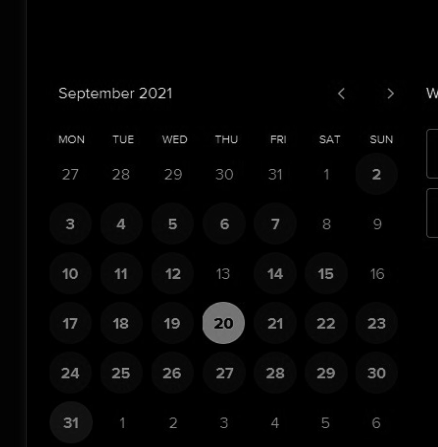 September 2021 < > W
MON TUE WED THU FRI SAT SUN
27 28 29 30 31 1 2
3 4 5 6 7 8 9
10 11 12 13 14 15 16
17 18 19 20 21 22 23
24 25 26 27 28 29 30
31 1 2 3 4 5 6